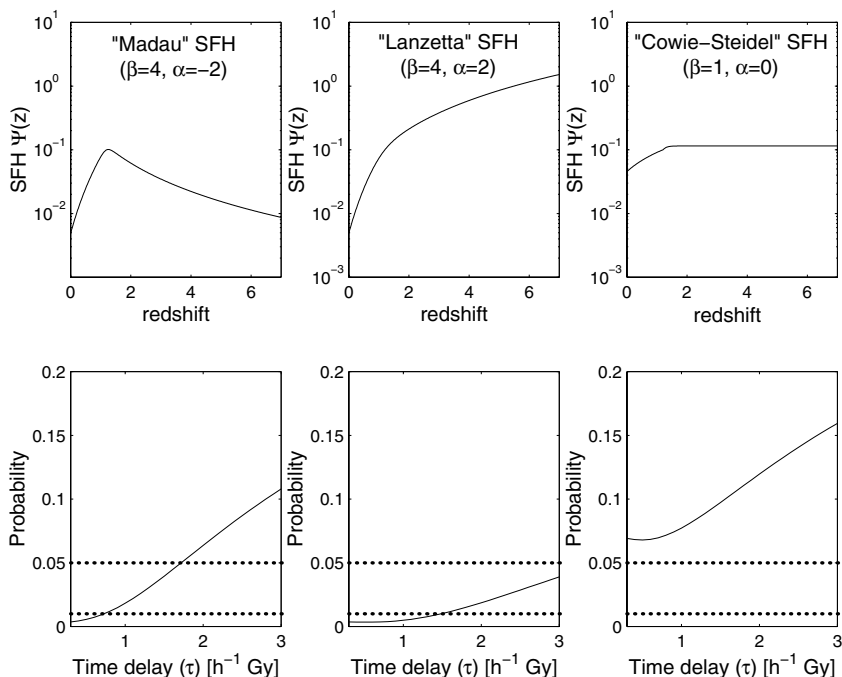 "Madau" SFH
(β=4, α=−2)
10^1
10^0
10^−1
10^−2
10^−3
SFH Ψ(z)
0 2 4 6
redshift
"Lanzetta" SFH
(β=4, α=2)
10^1
10^0
10^−1
10^−2
10^−3
SFH Ψ(z)
0 2 4 6
redshift
"Cowie−Steidel" SFH
(β=1, α=0)
10^1
10^0
10^−1
10^−2
10^−3
SFH Ψ(z)
0 2 4 6
redshift
0.2
0.15
0.1
0.05
0
Probability
1 2 3
Time delay (τ) [h^−1 Gy]
0.2
0.15
0.1
0.05
0
Probability
1 2 3
Time delay (τ) [h^−1 Gy]
0.2
0.15
0.1
0.05
0
Probability
1 2 3
Time delay (τ) [h^−1 Gy]